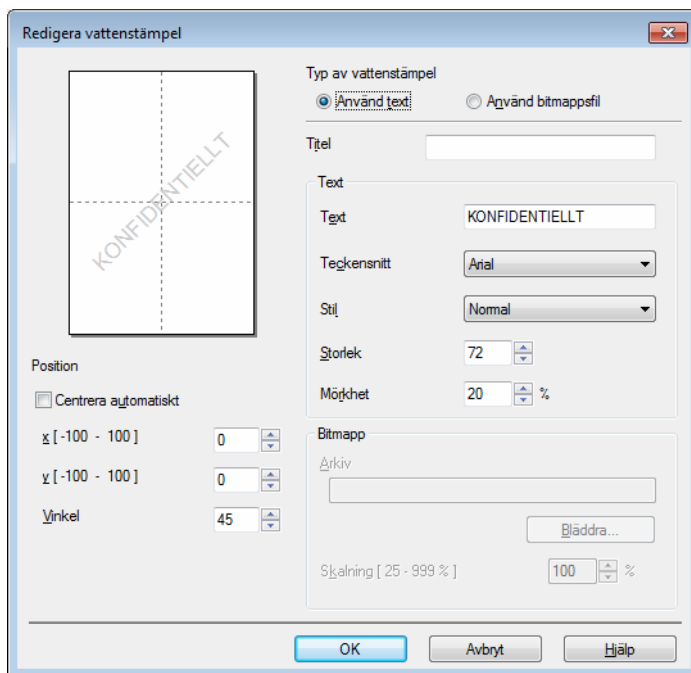 Redigera vattenstämpel
Typ av vattenstämpel
Använd text
Använd bitmappsfil
Titel
Text
Text KONFIDENTIELLT
Teckensnitt Arial
Stil Normal
Storlek 72
Mörkhet 20 %
KONFIDENTIELLT
Position
Centrera automatiskt
x [ -100 - 100 ] 0
y [ -100 - 100 ] 0
Vinkel 45
Bitmapp
Arkiv
Bläddra...
Skalning [ 25 - 999 % ] 100 %
OK Avbryt Hjälp